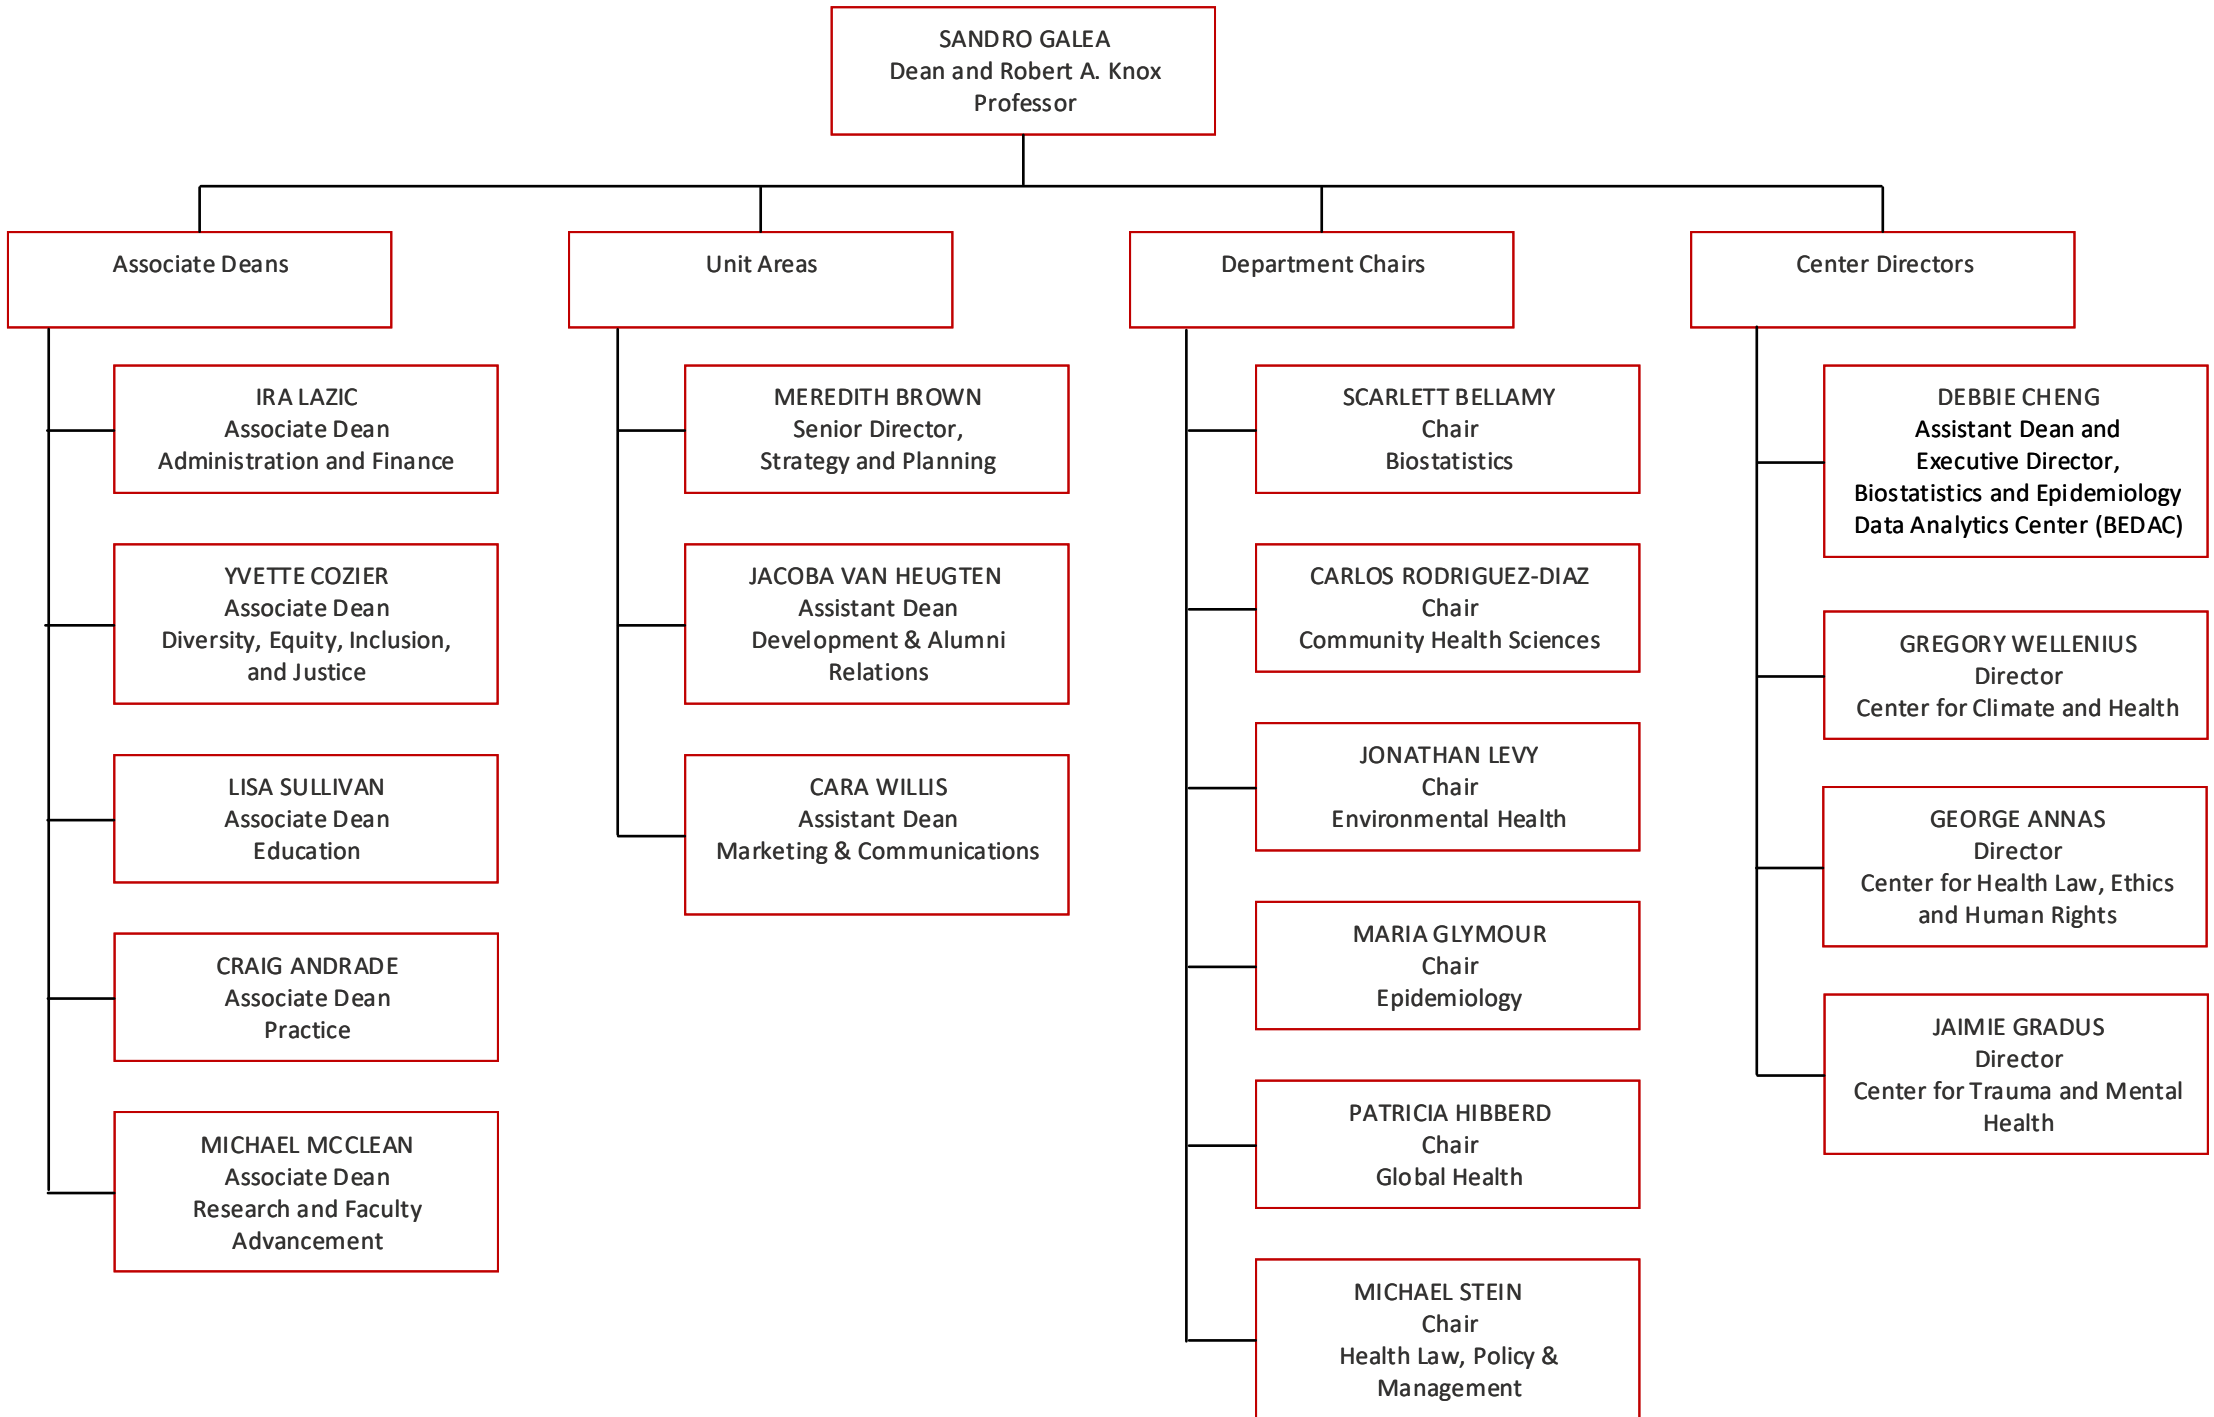 SANDRO GALEA
Dean and Robert A. Knox
Professor
Associate Deans
Unit Areas
Department Chairs
Center Directors
IRA LAZIC
Associate Dean
Administration and Finance
YVETTE COZIER
Associate Dean
Diversity, Equity, Inclusion,
and Justice
LISA SULLIVAN
Associate Dean
Education
CRAIG ANDRADE
Associate Dean
Practice
MICHAEL MCCLEAN
Associate Dean
Research and Faculty
Advancement
MEREDITH BROWN
Senior Director,
Strategy and Planning
JACOBA VAN HEUGTEN
Assistant Dean
Development & Alumni
Relations
CARA WILLIS
Assistant Dean
Marketing & Communications
SCARLETT BELLAMY
Chair
Biostatistics
CARLOS RODRIGUEZ-DIAZ
Chair
Community Health Sciences
JONATHAN LEVY
Chair
Environmental Health
MARIA GLYMOUR
Chair
Epidemiology
PATRICIA HIBBERD
Chair
Global Health
MICHAEL STEIN
Chair
Health Law, Policy &
Management
DEBBIE CHENG
Assistant Dean and
Executive Director,
Biostatistics and Epidemiology
Data Analytics Center (BEDAC)
GREGORY WELLENIUS
Director
Center for Climate and Health
GEORGE ANNAS
Director
Center for Health Law, Ethics
and Human Rights
JAIMIE GRADUS
Director
Center for Trauma and Mental
Health